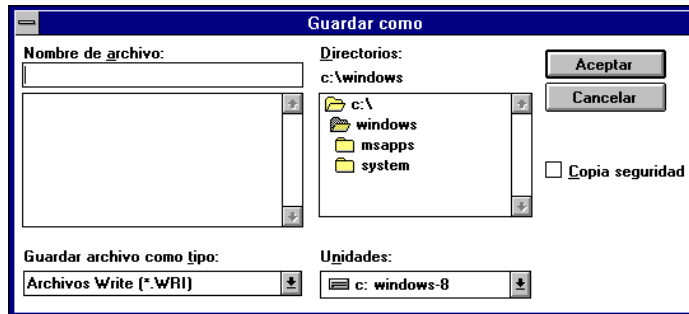 Guardar como
Nombre de archivo:
Directorios:
c:\windows
c:\
windows
msapps
system
Aceptar
Cancelar
Copia seguridad
Guardar archivo como tipo:
Archivos Write (*.WRI)
Unidades:
c: windows-8